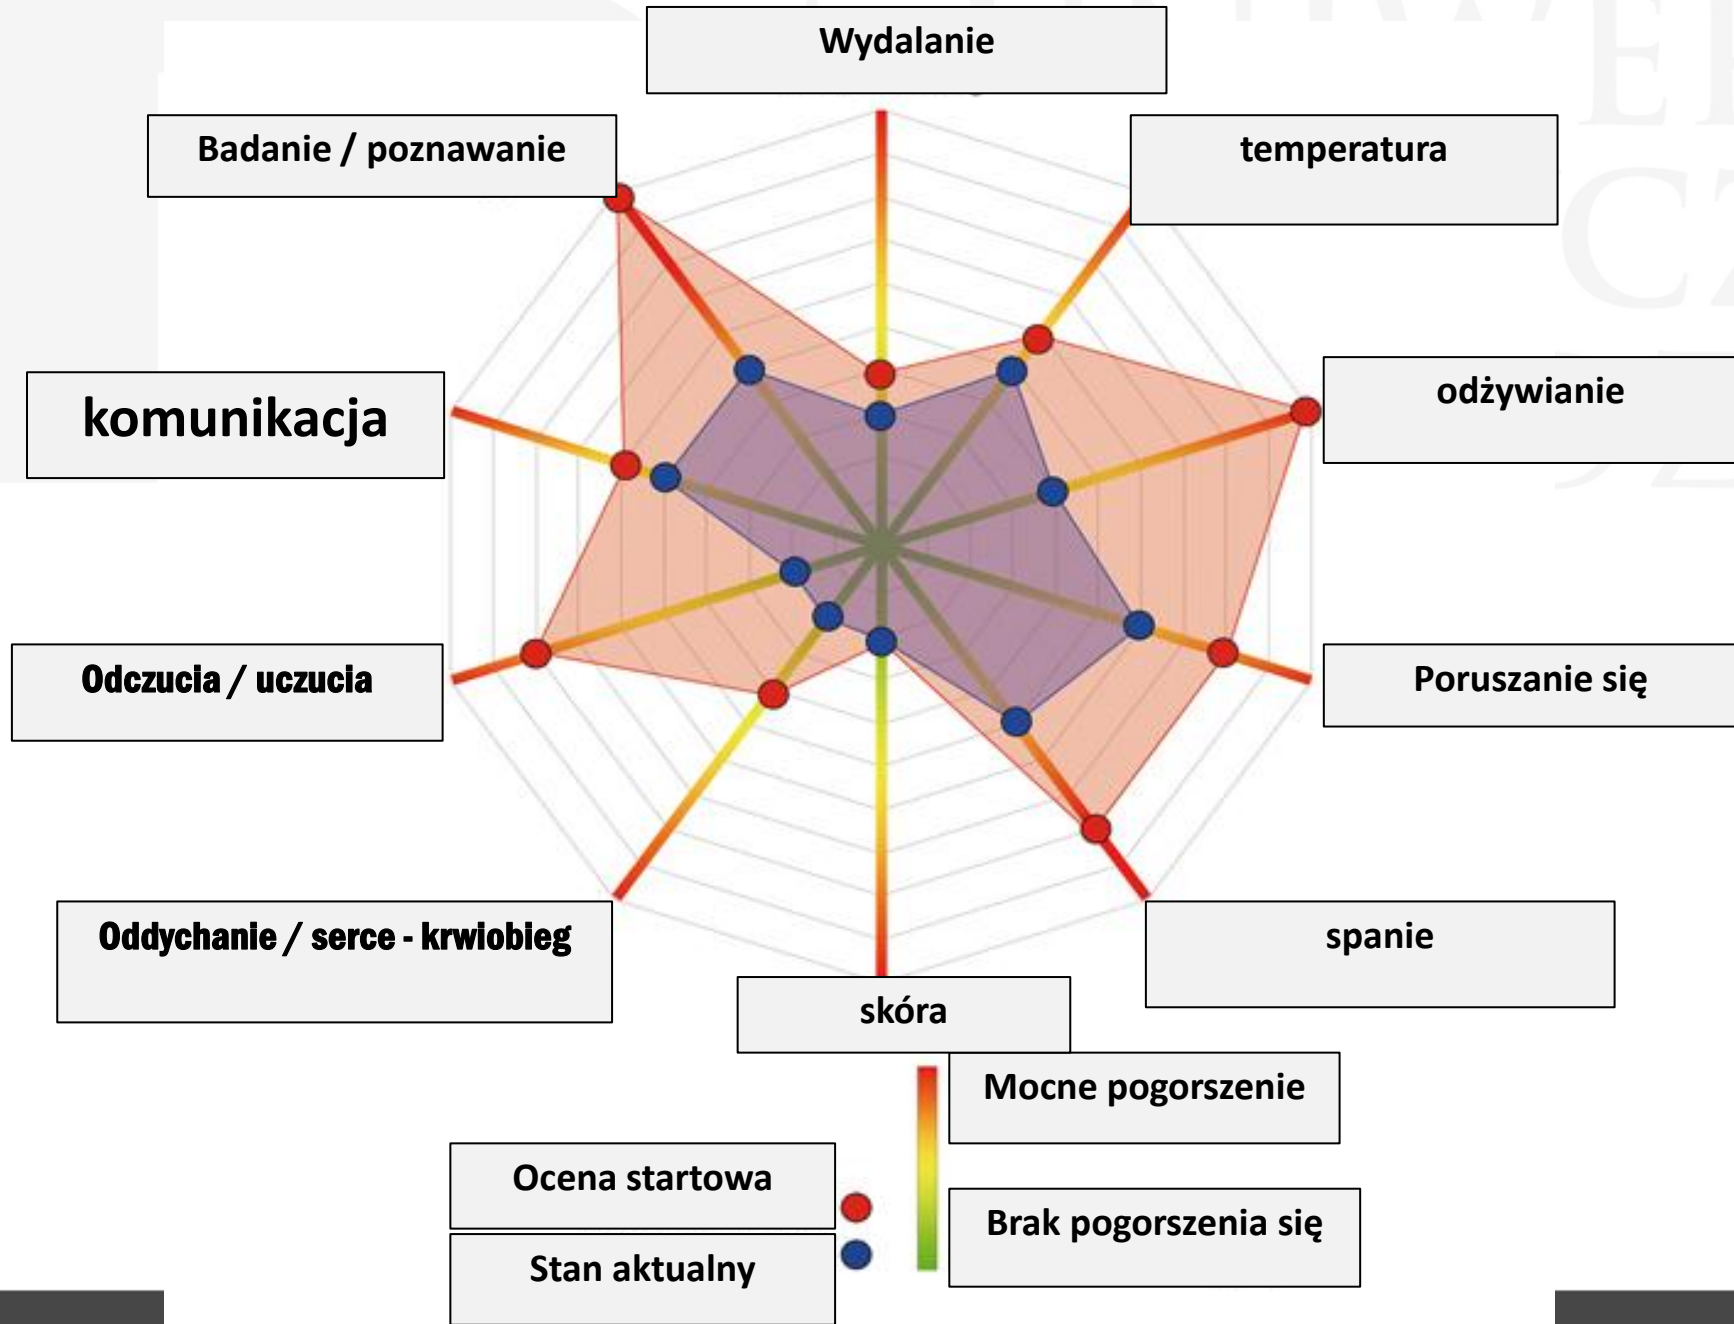 Wydalanie
Badanie / poznawanie
temperatura
komunikacja
odżywianie
Odczucia / uczucia
Poruszanie się
Oddychanie / serce - krwiobieg
spanie
skóra
Mocne pogorszenie
Ocena startowa
Brak pogorszenia się
Stan aktualny